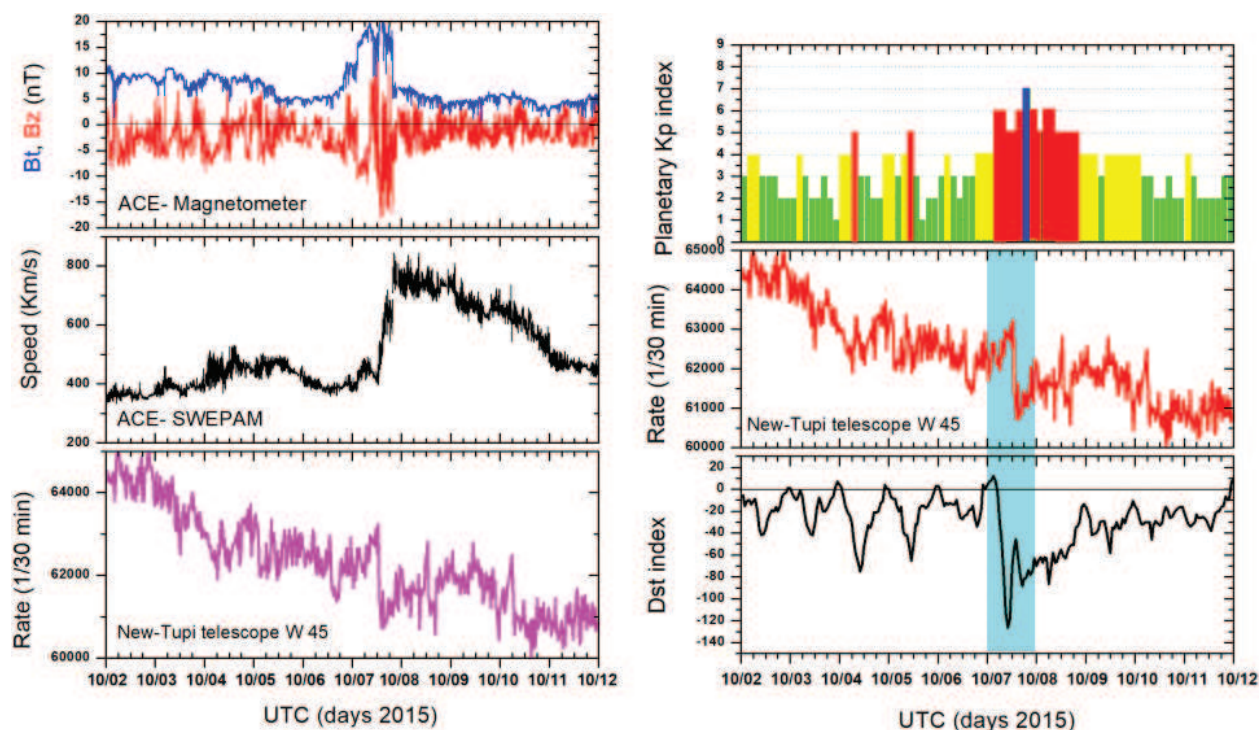 Bt, Bz (nT)
20
15
10
5
0
-5
-10
-15
-20
ACE- Magnetometer
Speed (Km/s)
800
600
400
200
ACE- SWEPAM
Rate (1/30 min)
64000
62000
60000
New-Tupi telescope W 45
10/02 10/03 10/04 10/05 10/06 10/07 10/08 10/09 10/10 10/11 10/12
UTC (days 2015)
Planetary Kp index
9
8
7
6
5
4
3
2
1
0
Rate (1/30 min)
65000
64000
63000
62000
61000
60000
New-Tupi telescope W 45
Dst index
20
0
-20
-40
-60
-80
-100
-120
-140
10/02 10/03 10/04 10/05 10/06 10/07 10/08 10/09 10/10 10/11 10/12
UTC (days 2015)